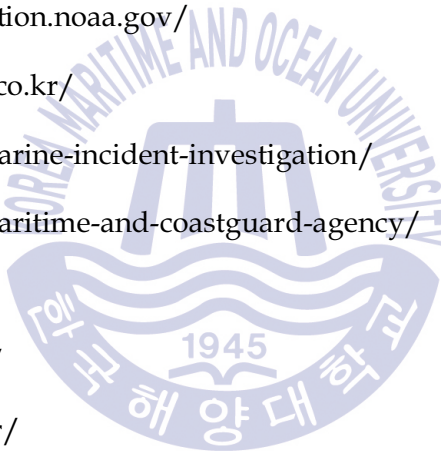 tion.noaa.gov/
co.kr/
arine-incident-investigation/
aritime-and-coastguard-agency/
/
r/
KOREA MARITIME AND OCEAN UNIVERSITY
1945
한국해양대학교